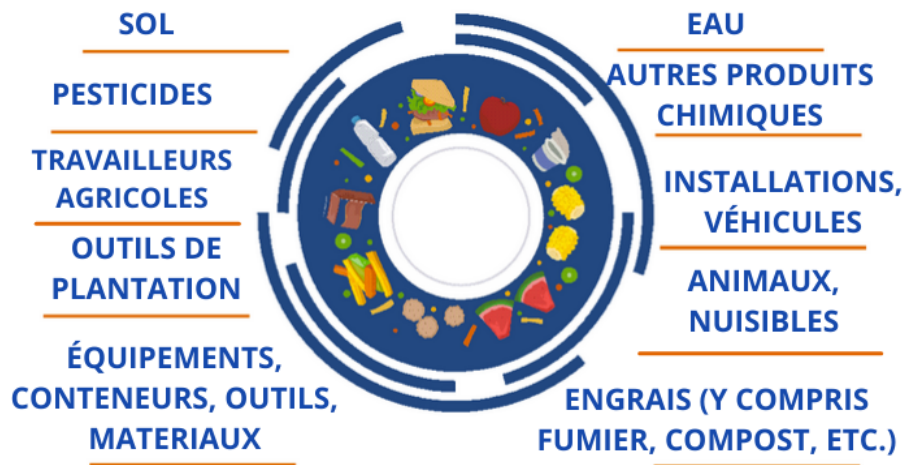 SOL
PESTICIDES
TRAVAILLEURS
AGRICOLES
OUTILS DE
PLANTATION
ÉQUIPEMENTS,
CONTENEURS, OUTILS,
MATERIAUX
EAU
AUTRES PRODUITS
CHIMIQUES
INSTALLATIONS,
VÉHICULES
ANIMAUX,
NUISIBLES
ENGRAIS (Y COMPRIS
FUMIER, COMPOST, ETC.)